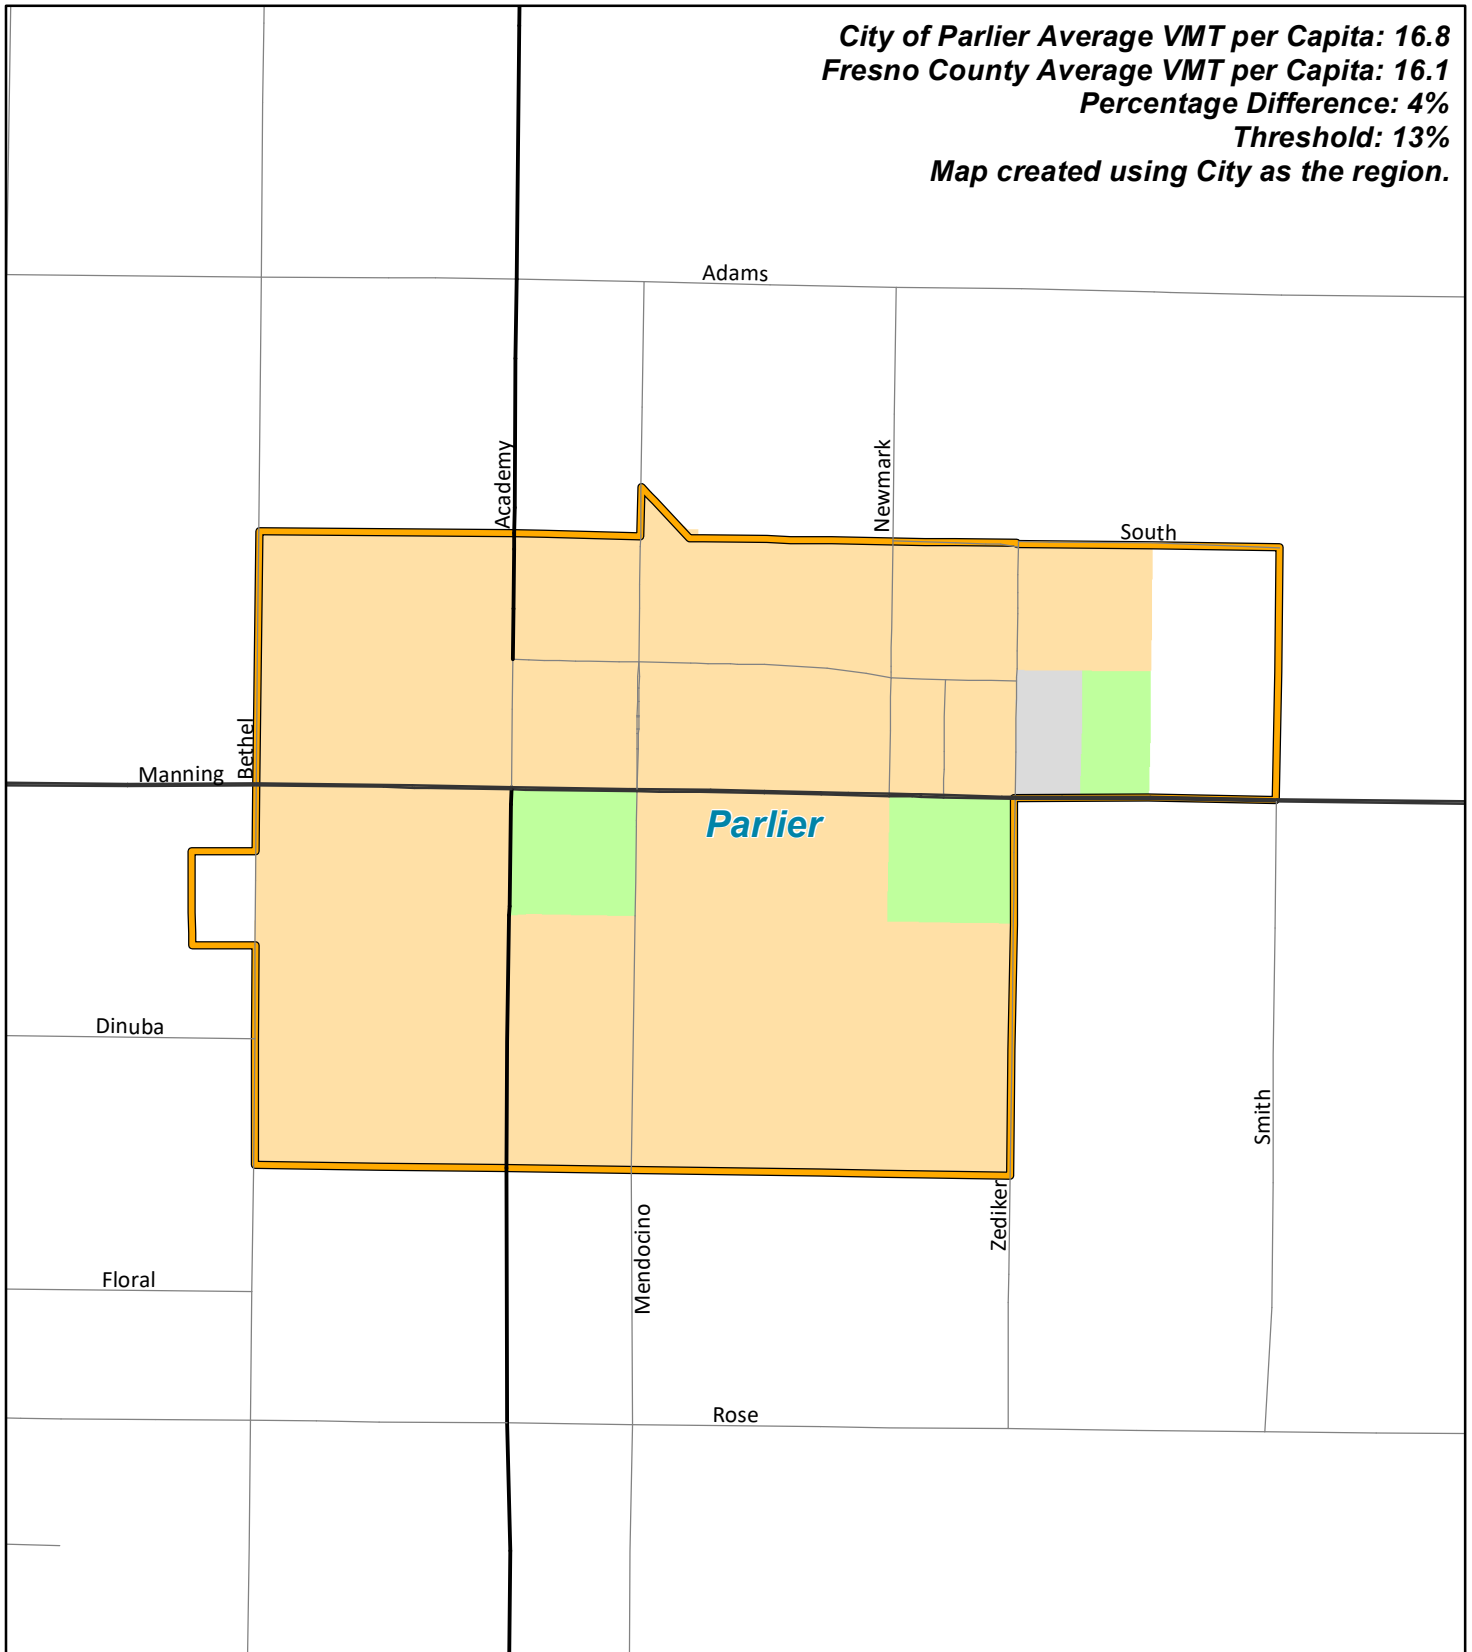 City of Parlier Average VMT per Capita: 16.8
Fresno County Average VMT per Capita: 16.1
Percentage Difference: 4%
Threshold: 13%
Map created using City as the region.
Adams
Academy
Newmark
South
Bethel
Manning
Parlier
Dinuba
Smith
Zediker
Mendocino
Floral
Rose